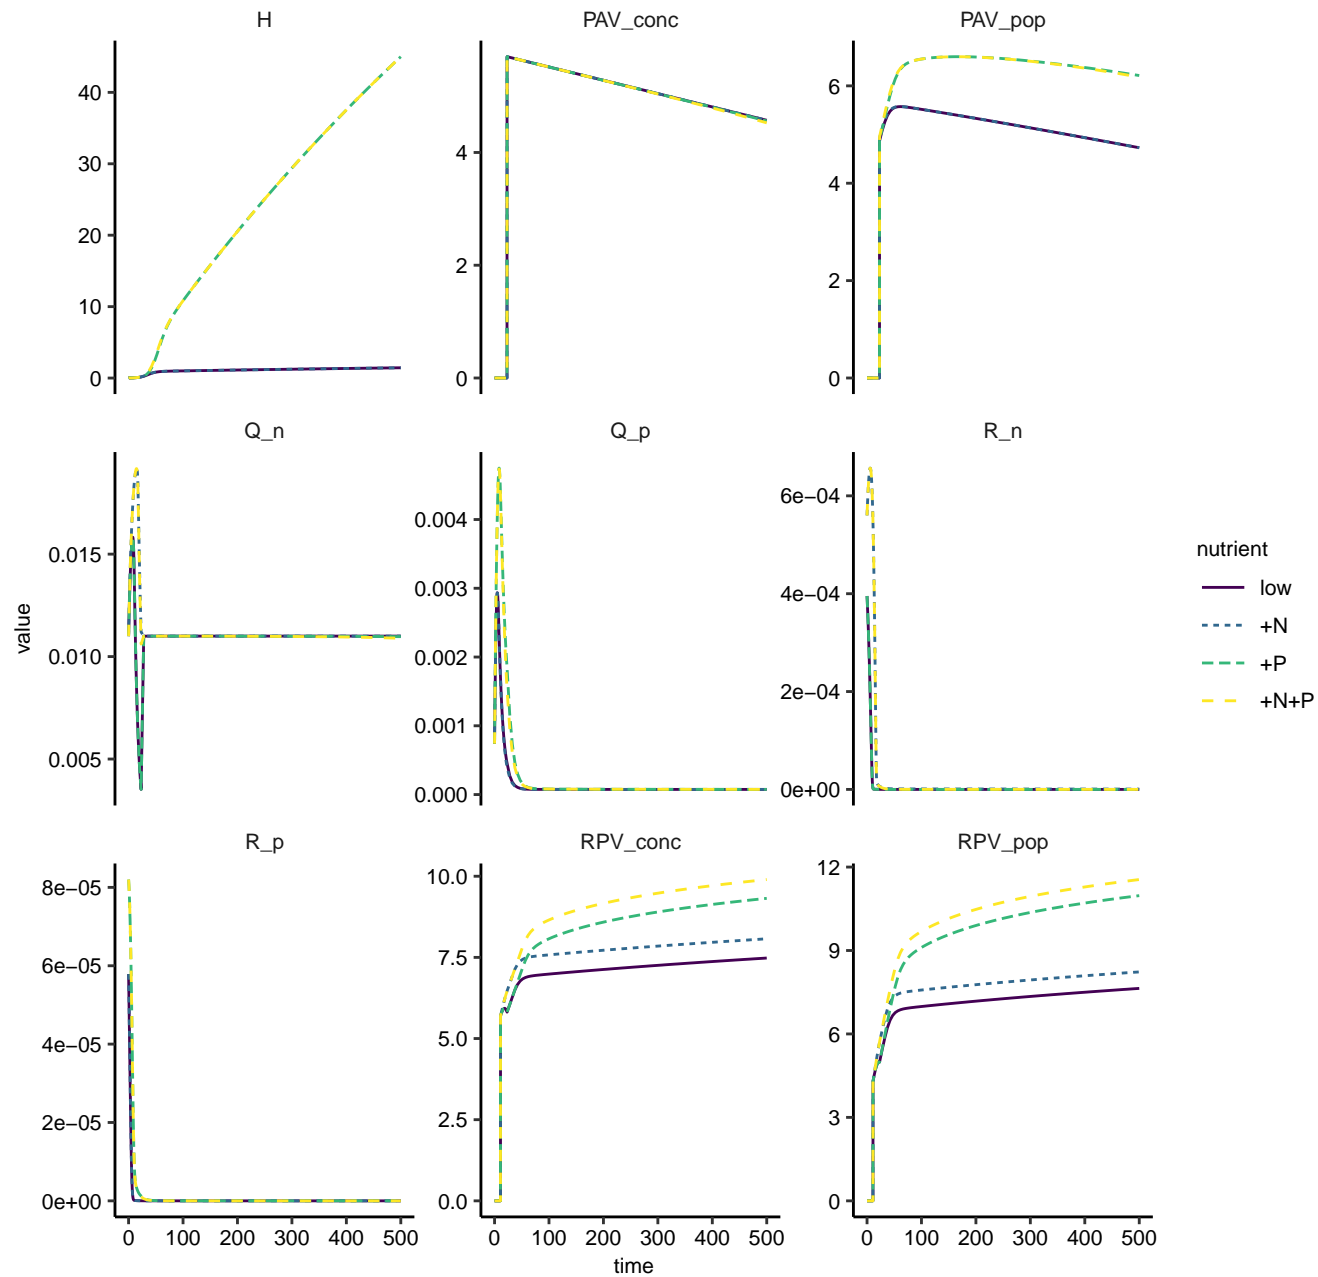 H
PAV_conc
PAV_pop
40
30
20
10
0
4
2
0
6
4
2
0
Q_n
Q_p
R_n
value
0.015
0.010
0.005
0.004
0.003
0.002
0.001
0.000
6e−04
4e−04
2e−04
0e+00
nutrient
low
+N
+P
+N+P
R_p
RPV_conc
RPV_pop
8e−05
6e−05
4e−05
2e−05
0e+00
10.0
7.5
5.0
2.5
0.0
12
9
6
3
0
0 100 200 300 400 500
0 100 200 300 400 500
0 100 200 300 400 500
time